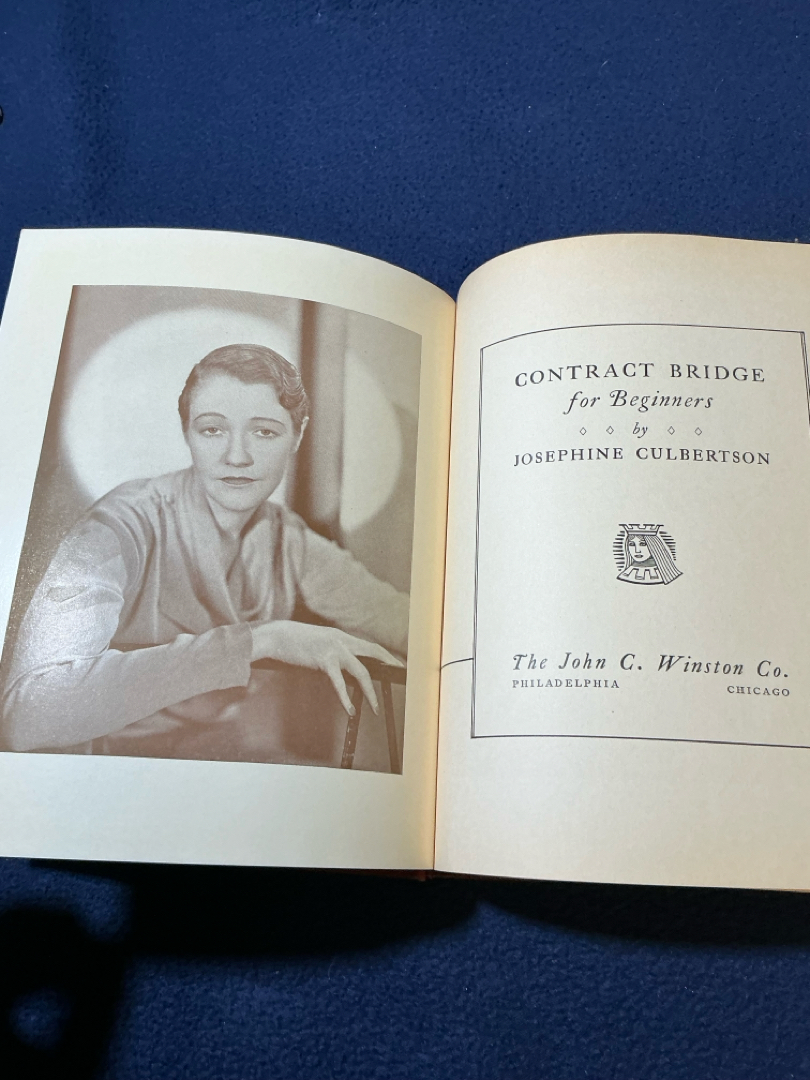 CONTRACT BRIDGE
for Beginners
by
JOSEPHINE CULBERTSON
The John C. Winston Co.
PHILADELPHIA CHICAGO